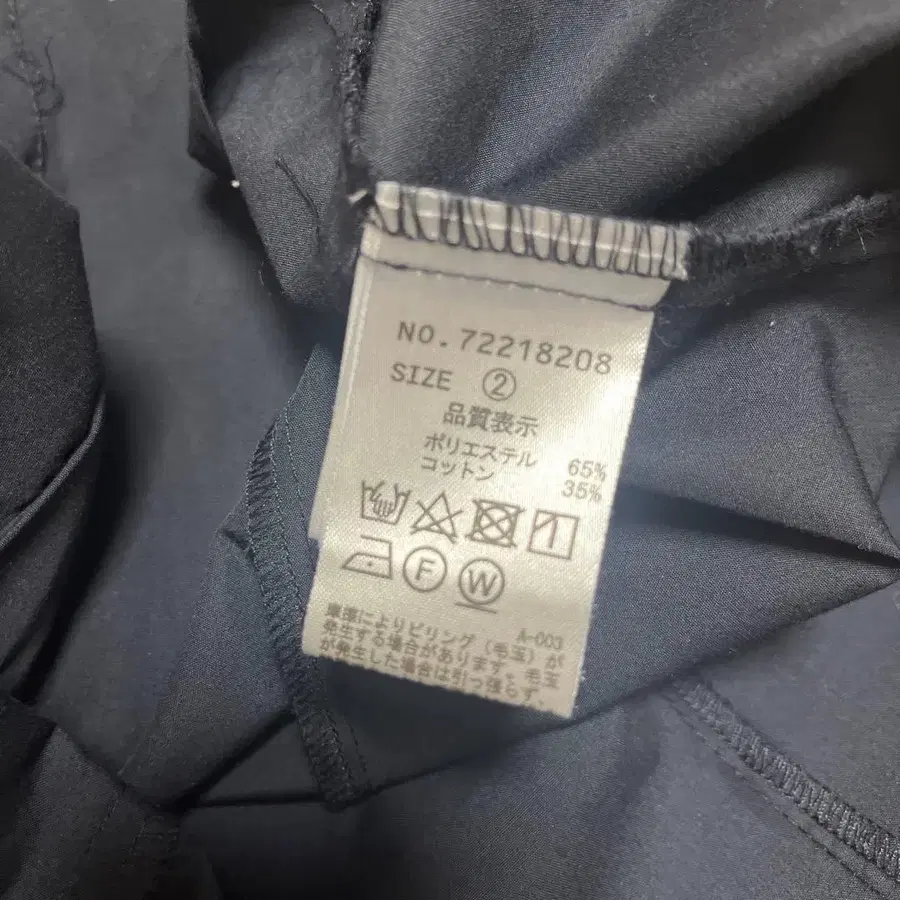 NO.72218208
SIZE ②
品質表示
ポリエステル 65%
コットン 35%
F W
A-003
摩擦によりピリング(毛玉)が
発生する場合があります。毛玉
が発生した場合は引っ張らず、